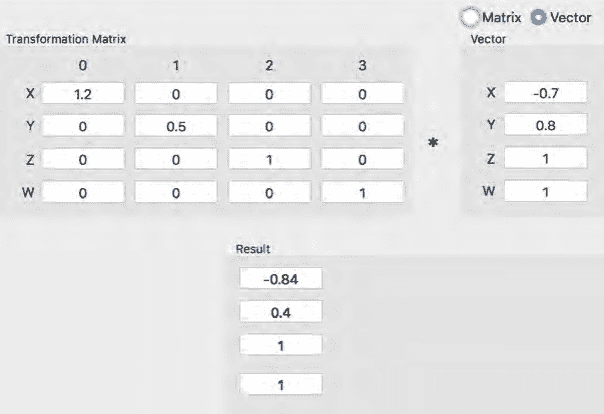 Matrix Vector
Transformation Matrix
Vector
0 1 2 3
X 1.2 0 0 0
X -0.7
Y 0 0.5 0 0
Y 0.8
*
Z 0 0 1 0
Z 1
W 0 0 0 1
W 1
Result
-0.84
0.4
1
1